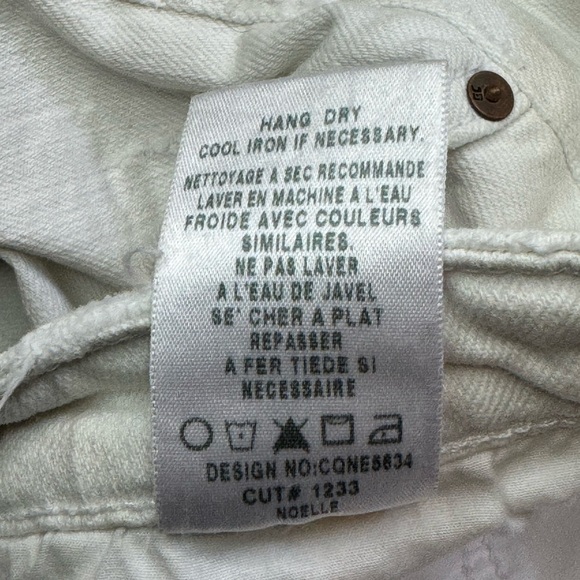 HANG DRY
COOL IRON IF NECESSARY.
NETTOYAGE A SEC RECOMMANDE
LAVER EN MACHINE A L'EAU
FROIDE AVEC COULEURS
SIMILAIRES.
NE PAS LAVER
A L'EAU DE JAVEL
SE' CHER A PLAT
REPASSER
A FER TIEDE SI
NECESSAIRE
DESIGN NO:CQNE5634
CUT# 1233
NOELLE